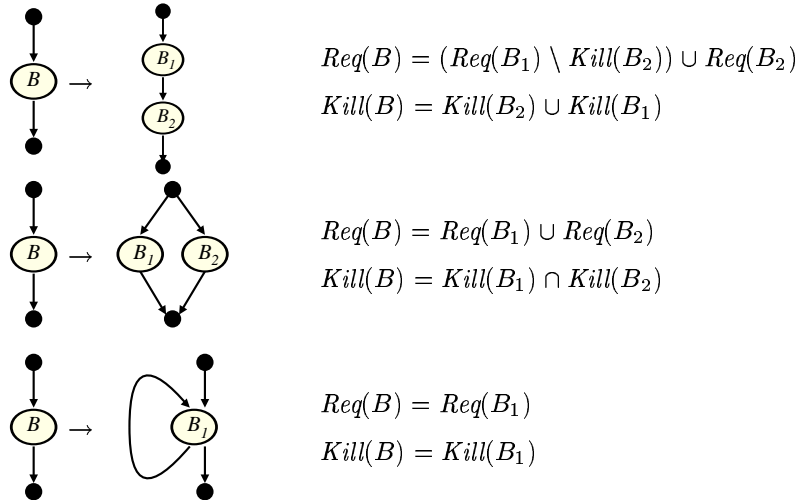 B → B₁ B₂
Req(B) = (Req(B₁) \ Kill(B₂)) ∪ Req(B₂)
Kill(B) = Kill(B₂) ∪ Kill(B₁)
B → B₁ B₂
Req(B) = Req(B₁) ∪ Req(B₂)
Kill(B) = Kill(B₁) ∩ Kill(B₂)
B → B₁
Req(B) = Req(B₁)
Kill(B) = Kill(B₁)